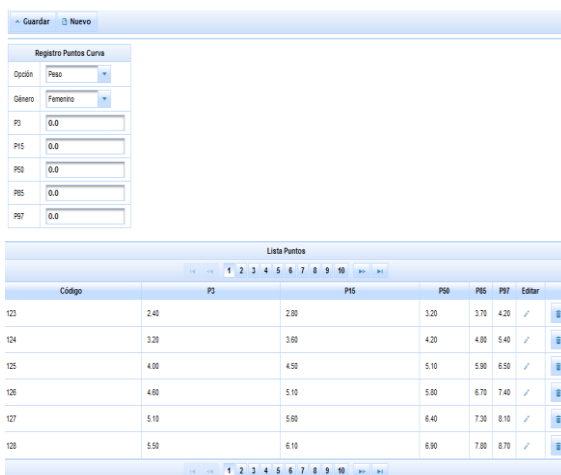 Guardar Nuevo
Registro Puntos Curva
Opción Peso
Género Femenino
P3 0.0
P15 0.0
P50 0.0
P85 0.0
P97 0.0
Lista Puntos
1 2 3 4 5 6 7 8 9 10
Código P3 P15 P50 P85 P97 Editar
123 2.40 2.80 3.20 3.70 4.20
124 3.20 3.60 4.20 4.80 5.40
125 4.00 4.50 5.10 5.90 6.50
126 4.60 5.10 5.80 6.70 7.40
127 5.10 5.60 6.40 7.30 8.10
128 5.50 6.10 6.90 7.80 8.70
1 2 3 4 5 6 7 8 9 10